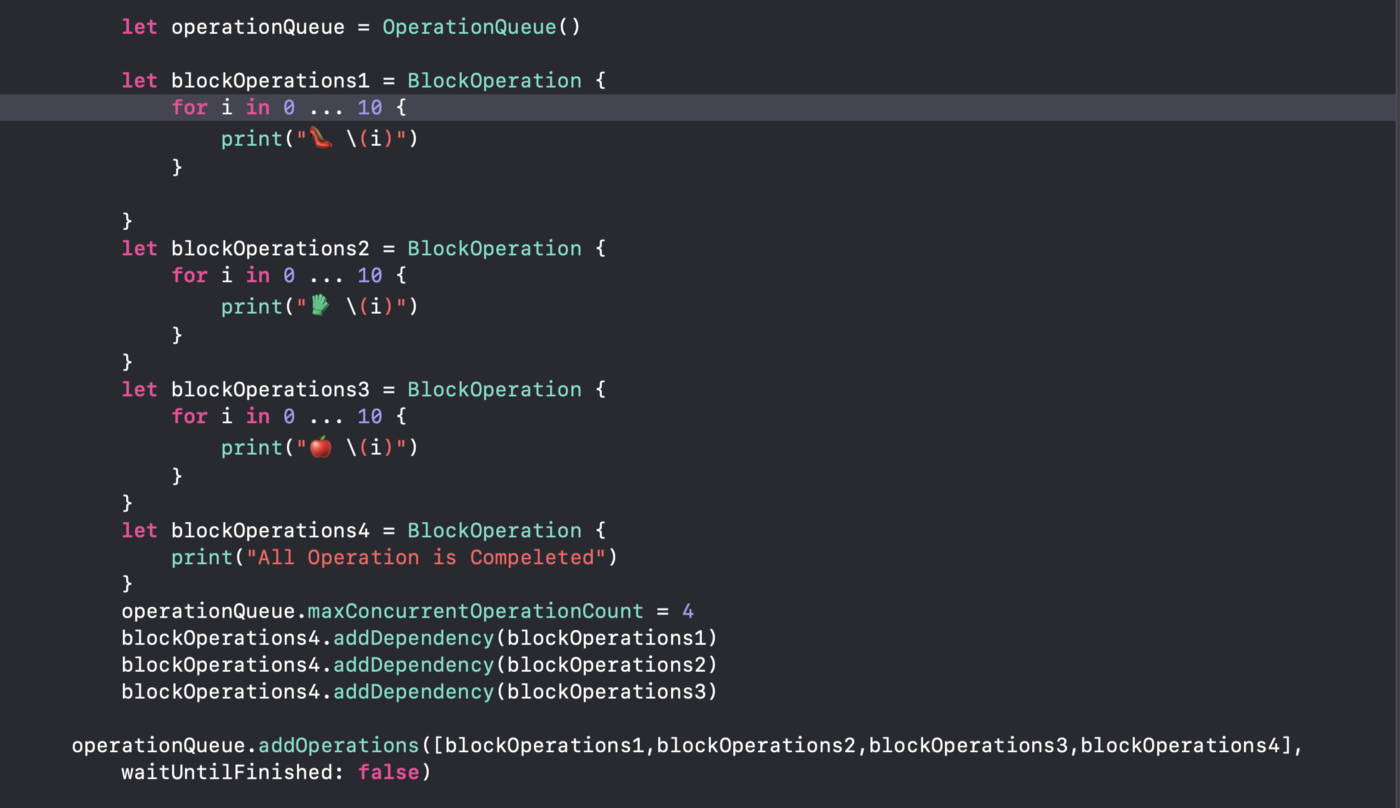 let operationQueue = OperationQueue()
let blockOperations1 = BlockOperation {
for i in 0 ... 10 {
print("👠 \(i)")
}
}
let blockOperations2 = BlockOperation {
for i in 0 ... 10 {
print("🧤 \(i)")
}
}
let blockOperations3 = BlockOperation {
for i in 0 ... 10 {
print("🍎 \(i)")
}
}
let blockOperations4 = BlockOperation {
print("All Operation is Compeleted")
}
operationQueue.maxConcurrentOperationCount = 4
blockOperations4.addDependency(blockOperations1)
blockOperations4.addDependency(blockOperations2)
blockOperations4.addDependency(blockOperations3)
operationQueue.addOperations([blockOperations1,blockOperations2,blockOperations3,blockOperations4],
waitUntilFinished: false)